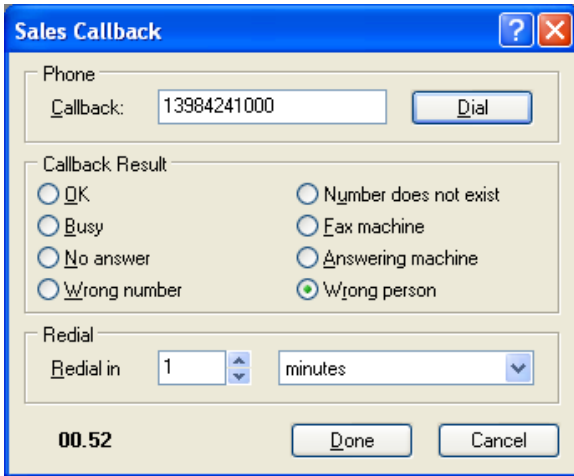 Sales Callback
Phone
Callback: 13984241000 Dial
Callback Result
OK Number does not exist
Busy Fax machine
No answer Answering machine
Wrong number Wrong person
Redial
Redial in 1 minutes
00.52 Done Cancel